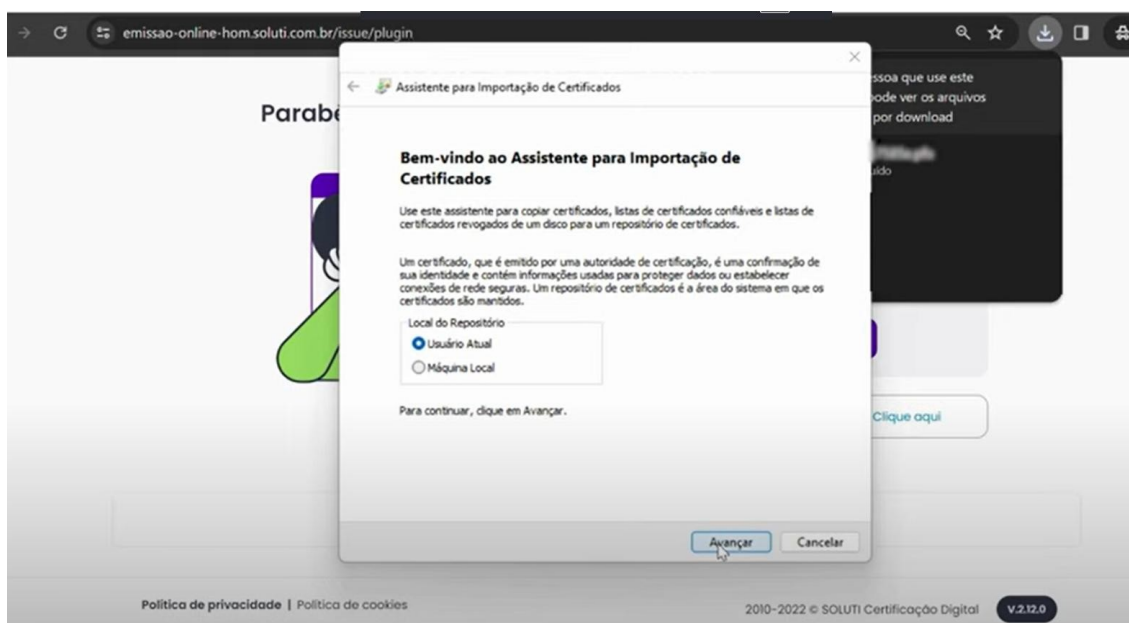 emissao-online-hom.soluti.com.br/issue/plugin
essoa que use este
pode ver os arquivos
por download
Assistente para Importação de Certificados
Bem-vindo ao Assistente para Importação de
Certificados
Use este assistente para copiar certificados, listas de certificados confiáveis e listas de
certificados revogados de um disco para um repositório de certificados.
Um certificado, que é emitido por uma autoridade de certificação, é uma confirmação de
sua identidade e contém informações usadas para proteger dados ou estabelecer
conexões de rede seguras. Um repositório de certificados é a área do sistema em que os
certificados são mantidos.
Local do Repositório
Usuário Atual
Máquina Local
Para continuar, clique em Avançar.
Clique aqui
Avançar
Cancelar
Política de privacidade | Política de cookies
2010-2022 © SOLUTI Certificação Digital
V.2.12.0